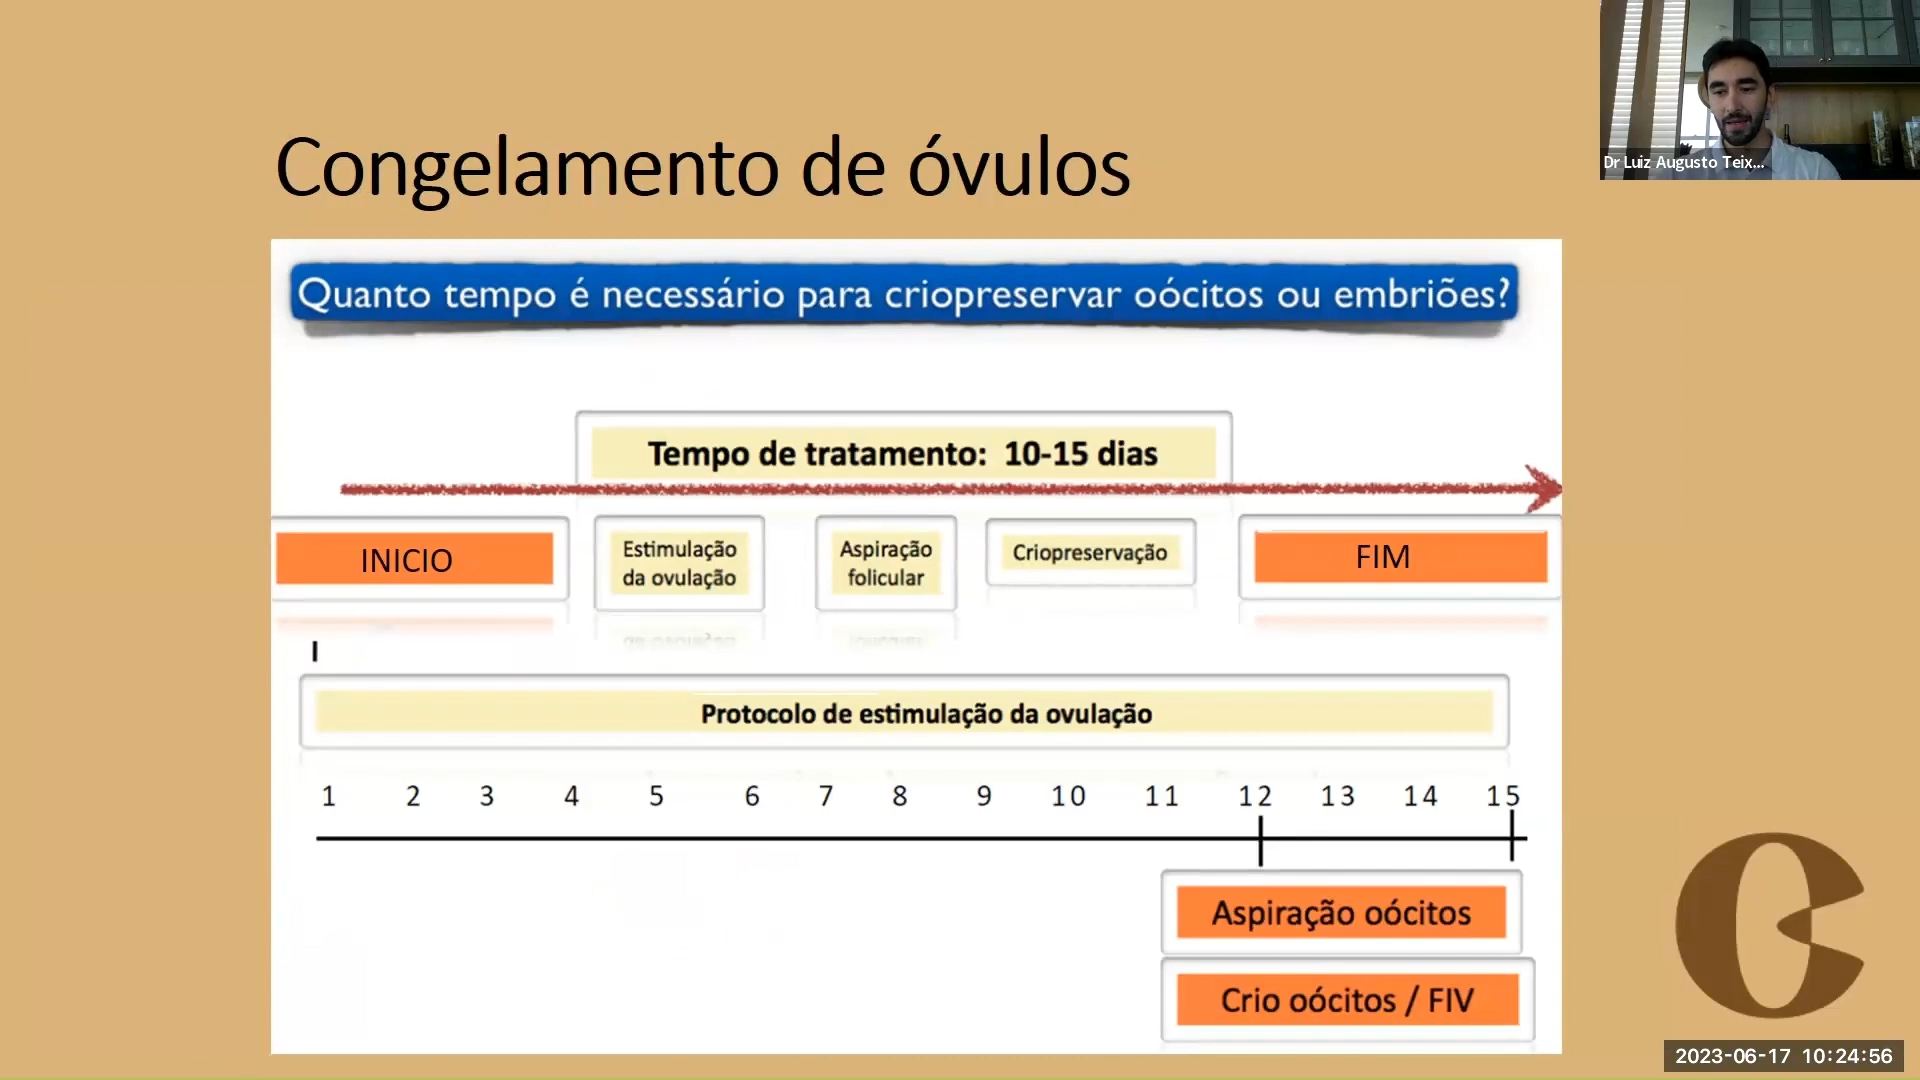 Dr Luiz Augusto Teix...
Congelamento de óvulos
Quanto tempo é necessário para criopreservar oócitos ou embriões?
Tempo de tratamento: 10-15 dias
INICIO
Estimulação
da ovulação
Aspiração
folicular
Criopreservação
FIM
Protocolo de estimulação da ovulação
1 2 3 4 5 6 7 8 9 10 11 12 13 14 15
Aspiração oócitos
Crio oócitos / FIV
2023-06-17 10:24:56